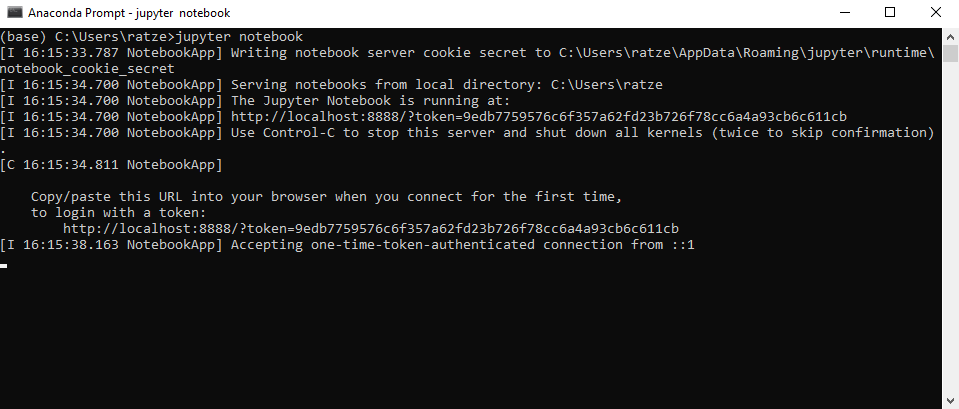 Anaconda Prompt - jupyter notebook
(base) C:\Users\ratze>jupyter notebook
[I 16:15:33.787 NotebookApp] Writing notebook server cookie secret to C:\Users\ratze\AppData\Roaming\jupyter\runtime\
notebook_cookie_secret
[I 16:15:34.700 NotebookApp] Serving notebooks from local directory: C:\Users\ratze
[I 16:15:34.700 NotebookApp] The Jupyter Notebook is running at:
[I 16:15:34.700 NotebookApp] http://localhost:8888/?token=9edb7759576c6f357a62fd23b726f78cc6a4a93cb6c611cb
[I 16:15:34.700 NotebookApp] Use Control-C to stop this server and shut down all kernels (twice to skip confirmation)
.
[C 16:15:34.811 NotebookApp]
    Copy/paste this URL into your browser when you connect for the first time,
    to login with a token:
        http://localhost:8888/?token=9edb7759576c6f357a62fd23b726f78cc6a4a93cb6c611cb
[I 16:15:38.163 NotebookApp] Accepting one-time-token-authenticated connection from ::1